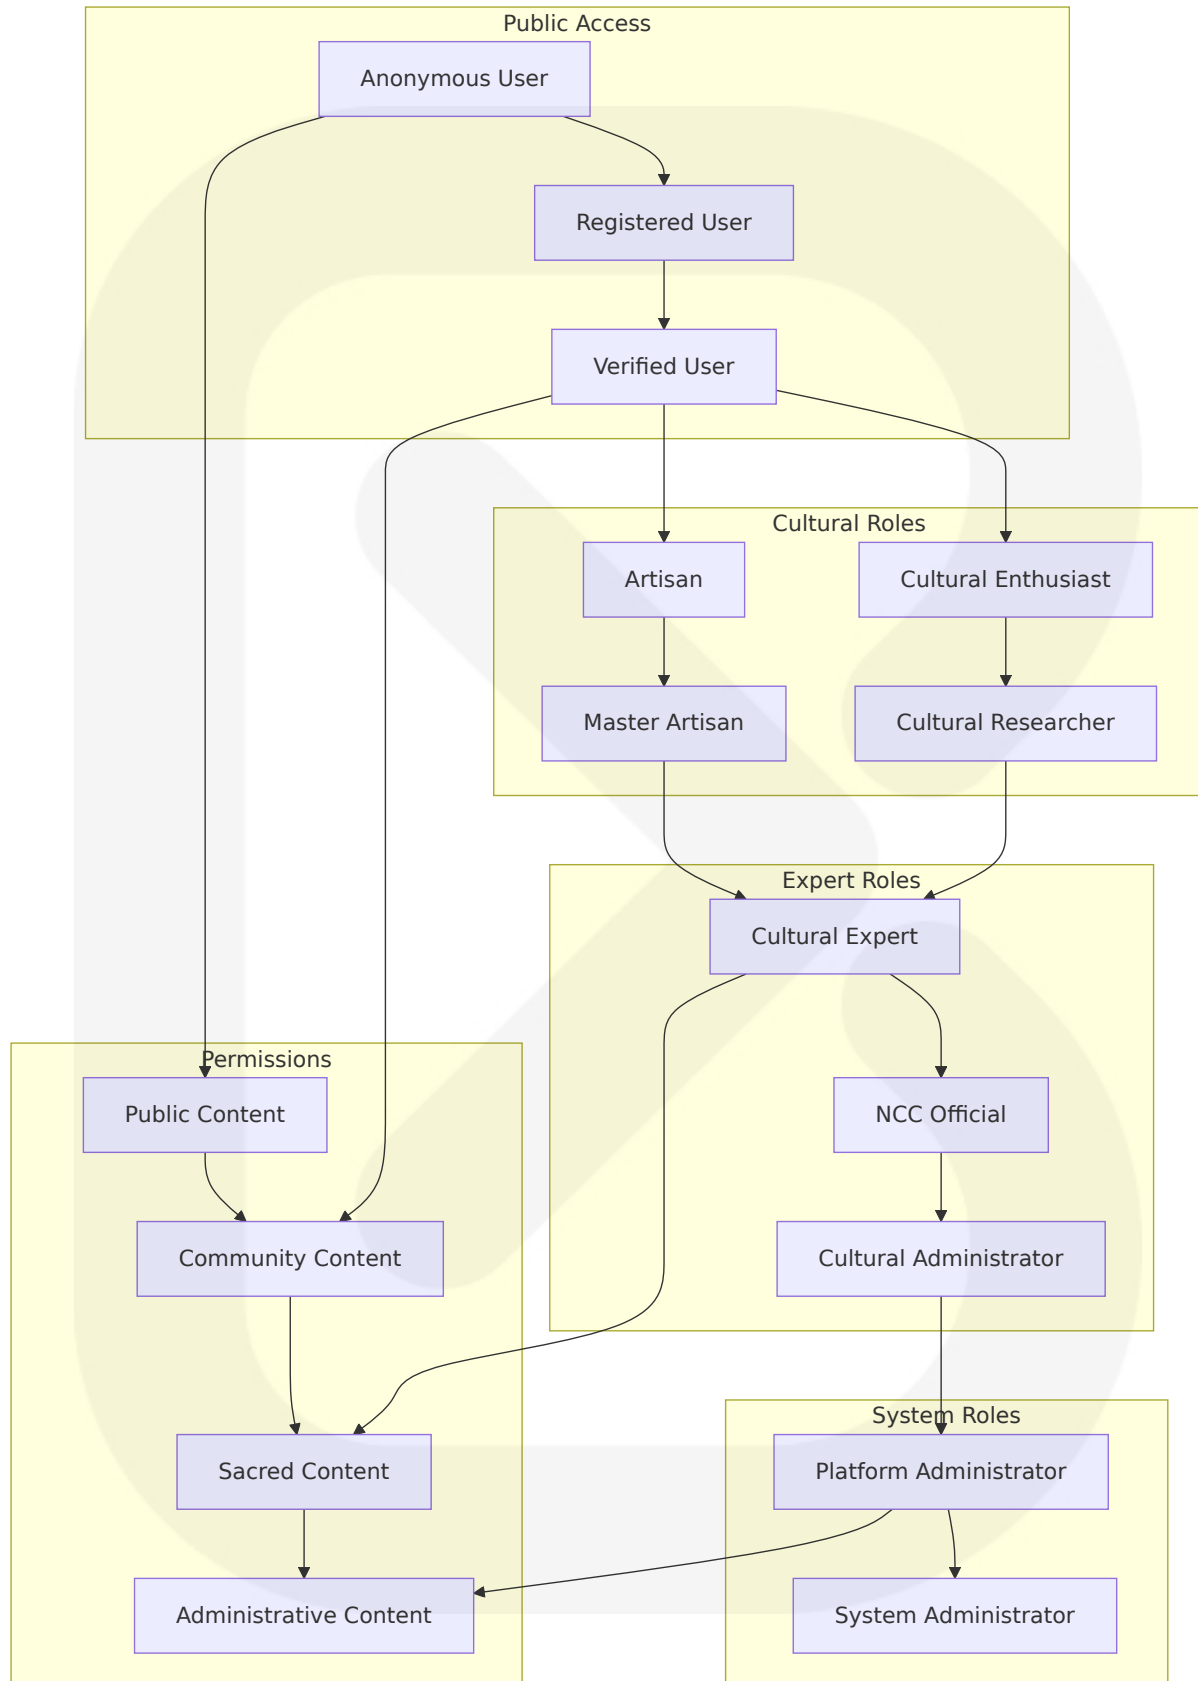 Public Access
Anonymous User
Registered User
Verified User
Cultural Roles
Artisan
Cultural Enthusiast
Master Artisan
Cultural Researcher
Expert Roles
Cultural Expert
Permissions
Public Content
NCC Official
Community Content
Cultural Administrator
System Roles
Sacred Content
Platform Administrator
Administrative Content
System Administrator